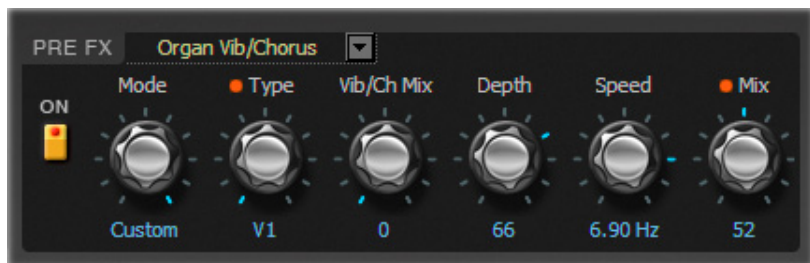 PRE FX Organ Vib/Chorus
ON
Mode Type Vib/Ch Mix Depth Speed Mix
Custom V1 0 66 6.90 Hz 52